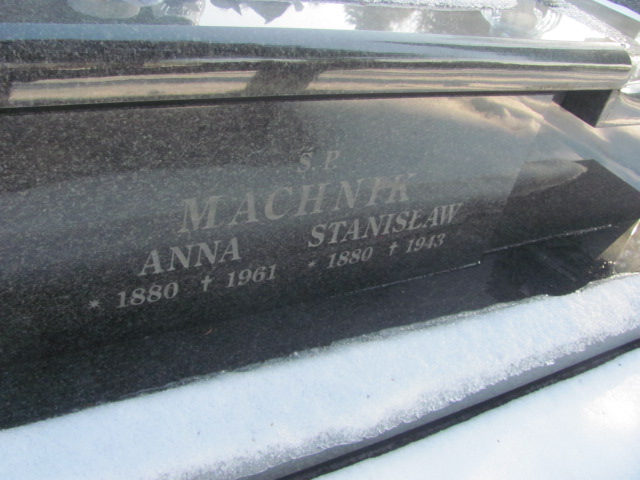 Ś.P.
MACHNIK
ANNA STANISŁAW
* 1880 † 1961 * 1880 † 1943